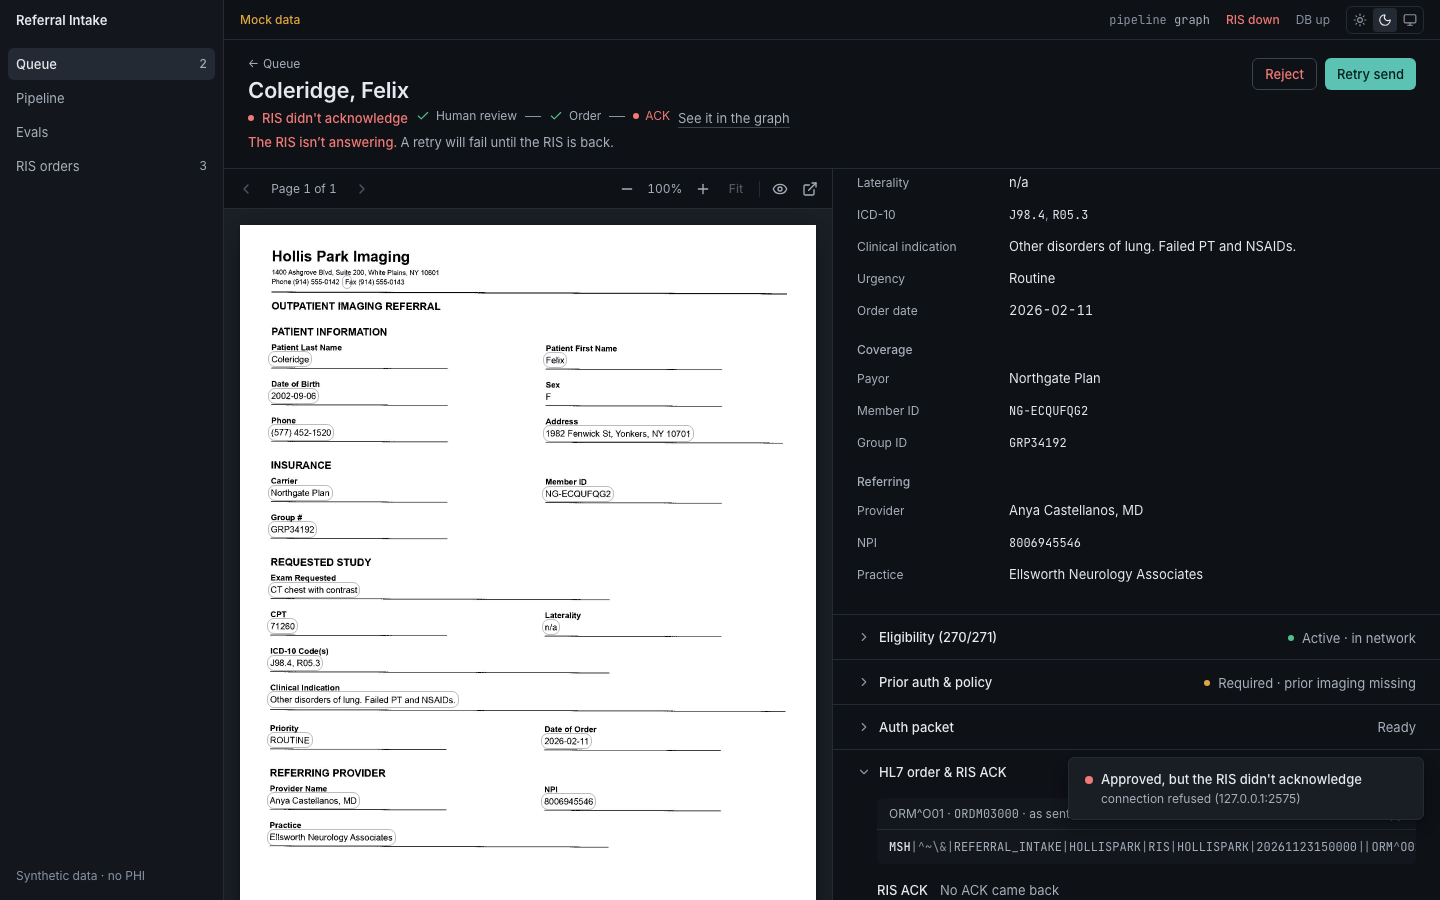 Referral Intake
Queue 2
Pipeline
Evals
RIS orders 3
Synthetic data · no PHI
Mock data
pipeline graph RIS down DB up
← Queue
Coleridge, Felix
Reject Retry send
RIS didn't acknowledge Human review — Order — ACK See it in the graph
The RIS isn't answering. A retry will fail until the RIS is back.
Page 1 of 1 100% Fit
Hollis Park Imaging
1400 Ashgrove Blvd, Suite 200, White Plains, NY 10601
Phone (914) 555-0142 | Fax (914) 555-0143
OUTPATIENT IMAGING REFERRAL
PATIENT INFORMATION
Patient Last Name Patient First Name
Coleridge Felix
Date of Birth Sex
2002-09-06 F
Phone Address
(577) 452-1520 1982 Fenwick St, Yonkers, NY 10701
INSURANCE
Carrier Member ID
Northgate Plan NG-ECQUFQG2
Group #
GRP34192
REQUESTED STUDY
Exam Requested
CT chest with contrast
CPT Laterality
71260 n/a
ICD-10 Code(s)
J98.4, R05.3
Clinical Indication
Other disorders of lung. Failed PT and NSAIDs.
Priority Date of Order
ROUTINE 2026-02-11
REFERRING PROVIDER
Provider Name NPI
Anya Castellanos, MD 8006945546
Practice
Ellsworth Neurology Associates
Laterality n/a
ICD-10 J98.4, R05.3
Clinical indication Other disorders of lung. Failed PT and NSAIDs.
Urgency Routine
Order date 2026-02-11
Coverage
Payor Northgate Plan
Member ID NG-ECQUFQG2
Group ID GRP34192
Referring
Provider Anya Castellanos, MD
NPI 8006945546
Practice Ellsworth Neurology Associates
Eligibility (270/271) Active · in network
Prior auth & policy Required · prior imaging missing
Auth packet Ready
HL7 order & RIS ACK
Approved, but the RIS didn't acknowledge
connection refused (127.0.0.1:2575)
ORM^O01 · ORDM03000 · as sent
MSH|^~\&|REFERRAL_INTAKE|HOLLISPARK|RIS|HOLLISPARK|20261123150000||ORM^O0
RIS ACK No ACK came back